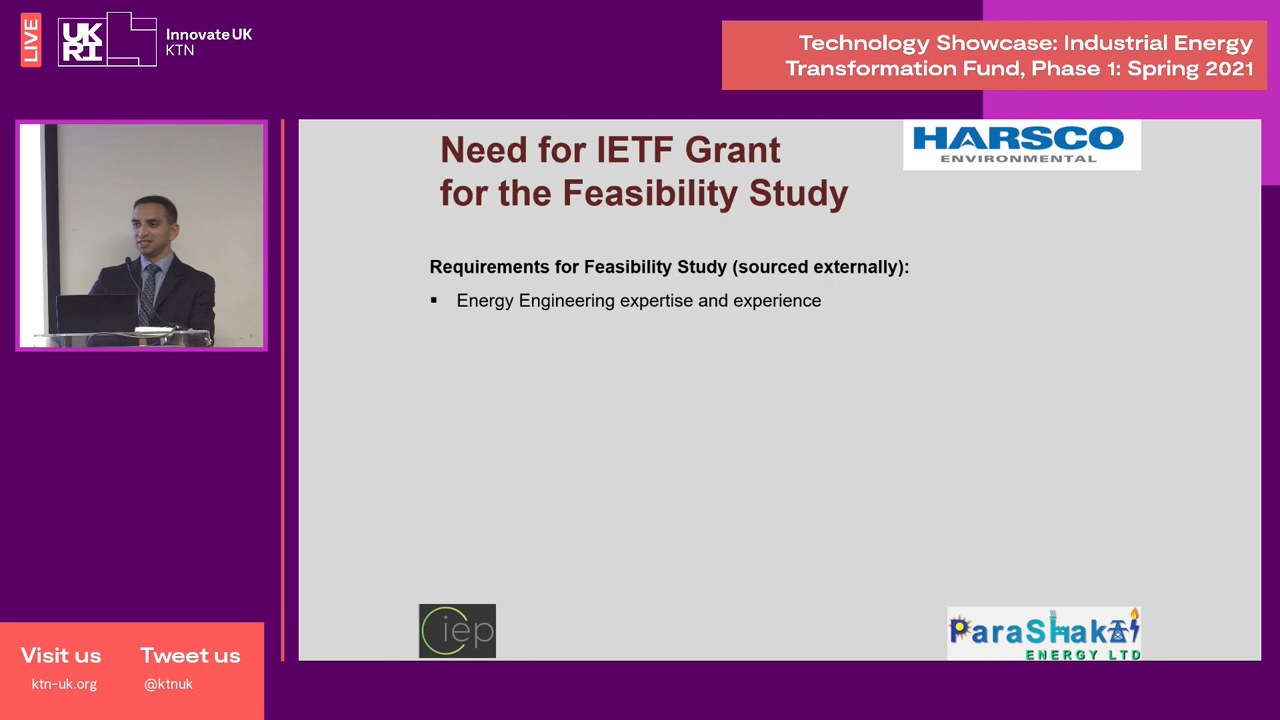 LIVE
UK
RI
Innovate UK
KTN
Technology Showcase: Industrial Energy
Transformation Fund, Phase 1: Spring 2021
Need for IETF Grant
for the Feasibility Study
HARSCO
ENVIRONMENTAL
Requirements for Feasibility Study (sourced externally):
▪ Energy Engineering expertise and experience
iep
ParaShakti
ENERGY LTD
Visit us
ktn-uk.org
Tweet us
@ktnuk